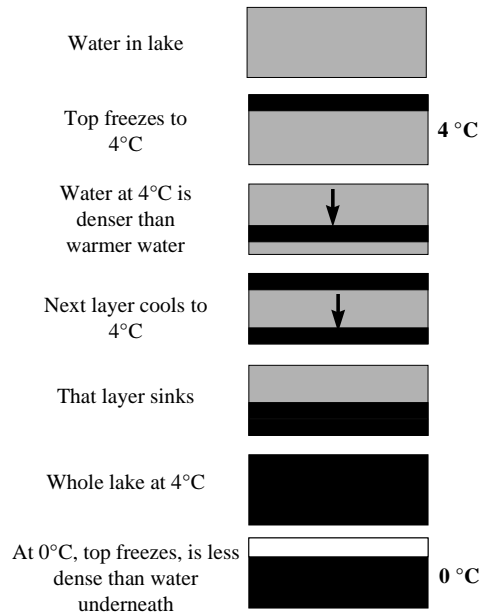 Water in lake
Top freezes to
4°C
4 °C
Water at 4°C is
denser than
warmer water
Next layer cools to
4°C
That layer sinks
Whole lake at 4°C
At 0°C, top freezes, is less
dense than water
underneath
0 °C